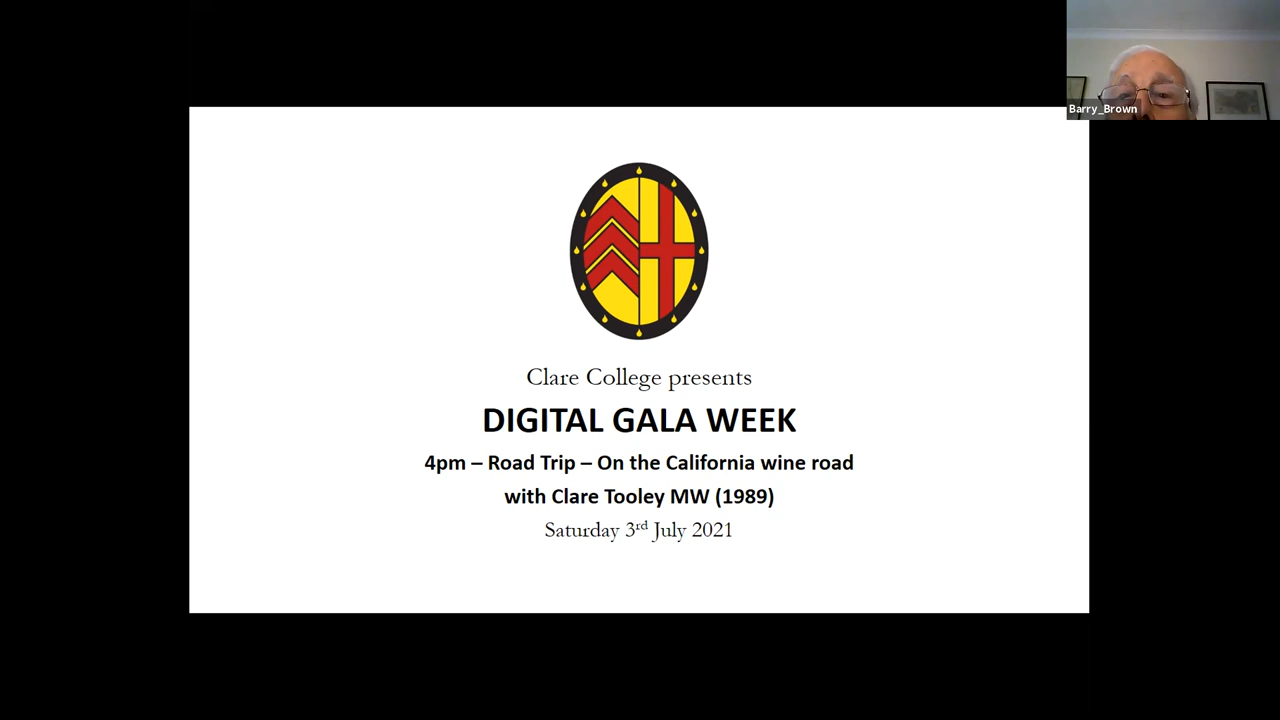 Barry_Brown
Clare College presents
DIGITAL GALA WEEK
4pm – Road Trip – On the California wine road
with Clare Tooley MW (1989)
Saturday 3rd July 2021